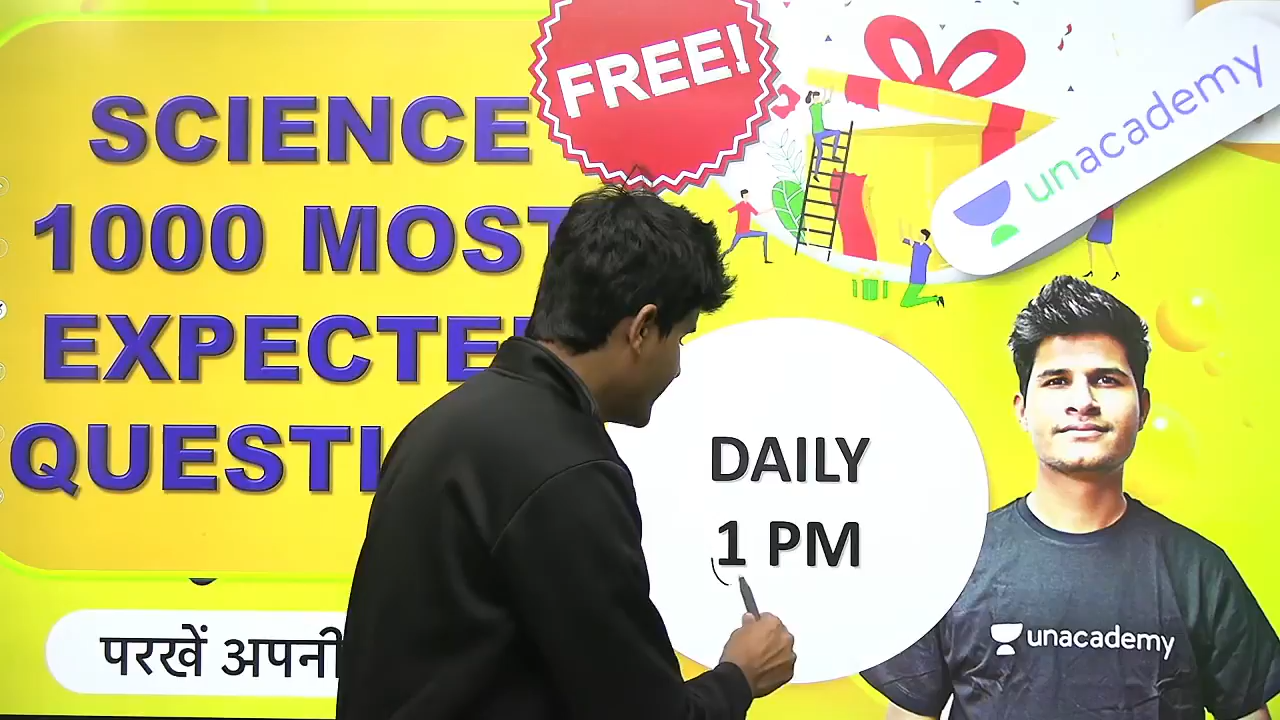 SCIENCE
1000 MOST
EXPECTE
QUESTI
परखें अपनी
FREE!
unacademy
DAILY
1 PM
unacademy